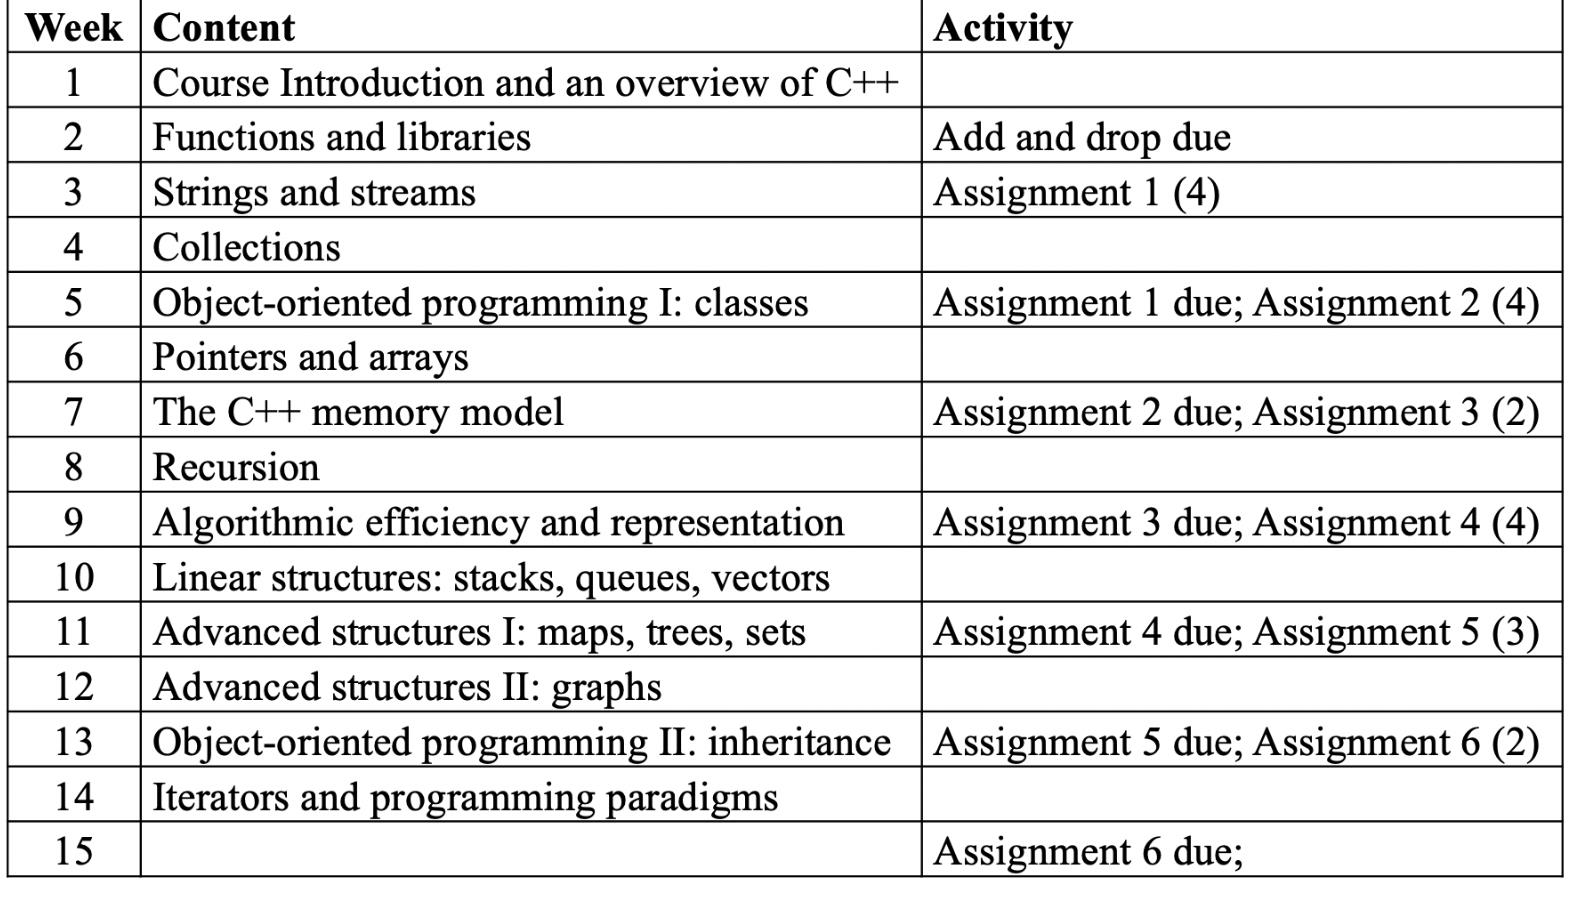 Week Content Activity
1 Course Introduction and an overview of C++
2 Functions and libraries Add and drop due
3 Strings and streams Assignment 1 (4)
4 Collections
5 Object-oriented programming I: classes Assignment 1 due; Assignment 2 (4)
6 Pointers and arrays
7 The C++ memory model Assignment 2 due; Assignment 3 (2)
8 Recursion
9 Algorithmic efficiency and representation Assignment 3 due; Assignment 4 (4)
10 Linear structures: stacks, queues, vectors
11 Advanced structures I: maps, trees, sets Assignment 4 due; Assignment 5 (3)
12 Advanced structures II: graphs
13 Object-oriented programming II: inheritance Assignment 5 due; Assignment 6 (2)
14 Iterators and programming paradigms
15 Assignment 6 due;